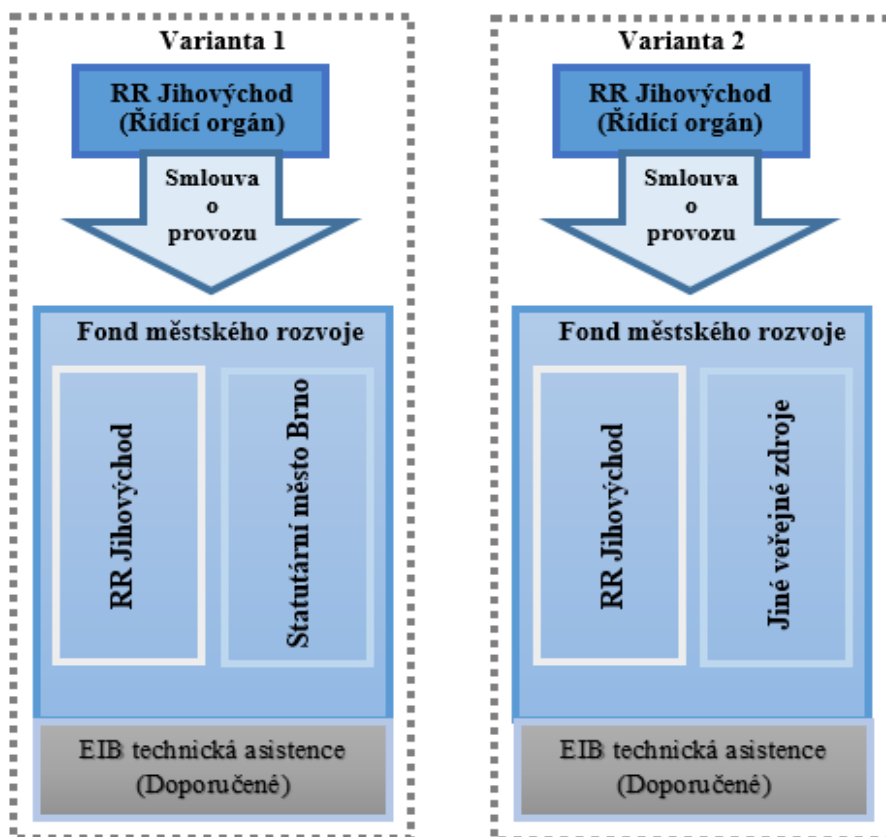 Varianta 1
RR Jihovýchod
(Řídící orgán)
Smlouva
o
provozu
Fond městského rozvoje
RR Jihovýchod
Statutární město Brno
EIB technická asistence
(Doporučené)
Varianta 2
RR Jihovýchod
(Řídící orgán)
Smlouva
o
provozu
Fond městského rozvoje
RR Jihovýchod
Jiné veřejné zdroje
EIB technická asistence
(Doporučené)